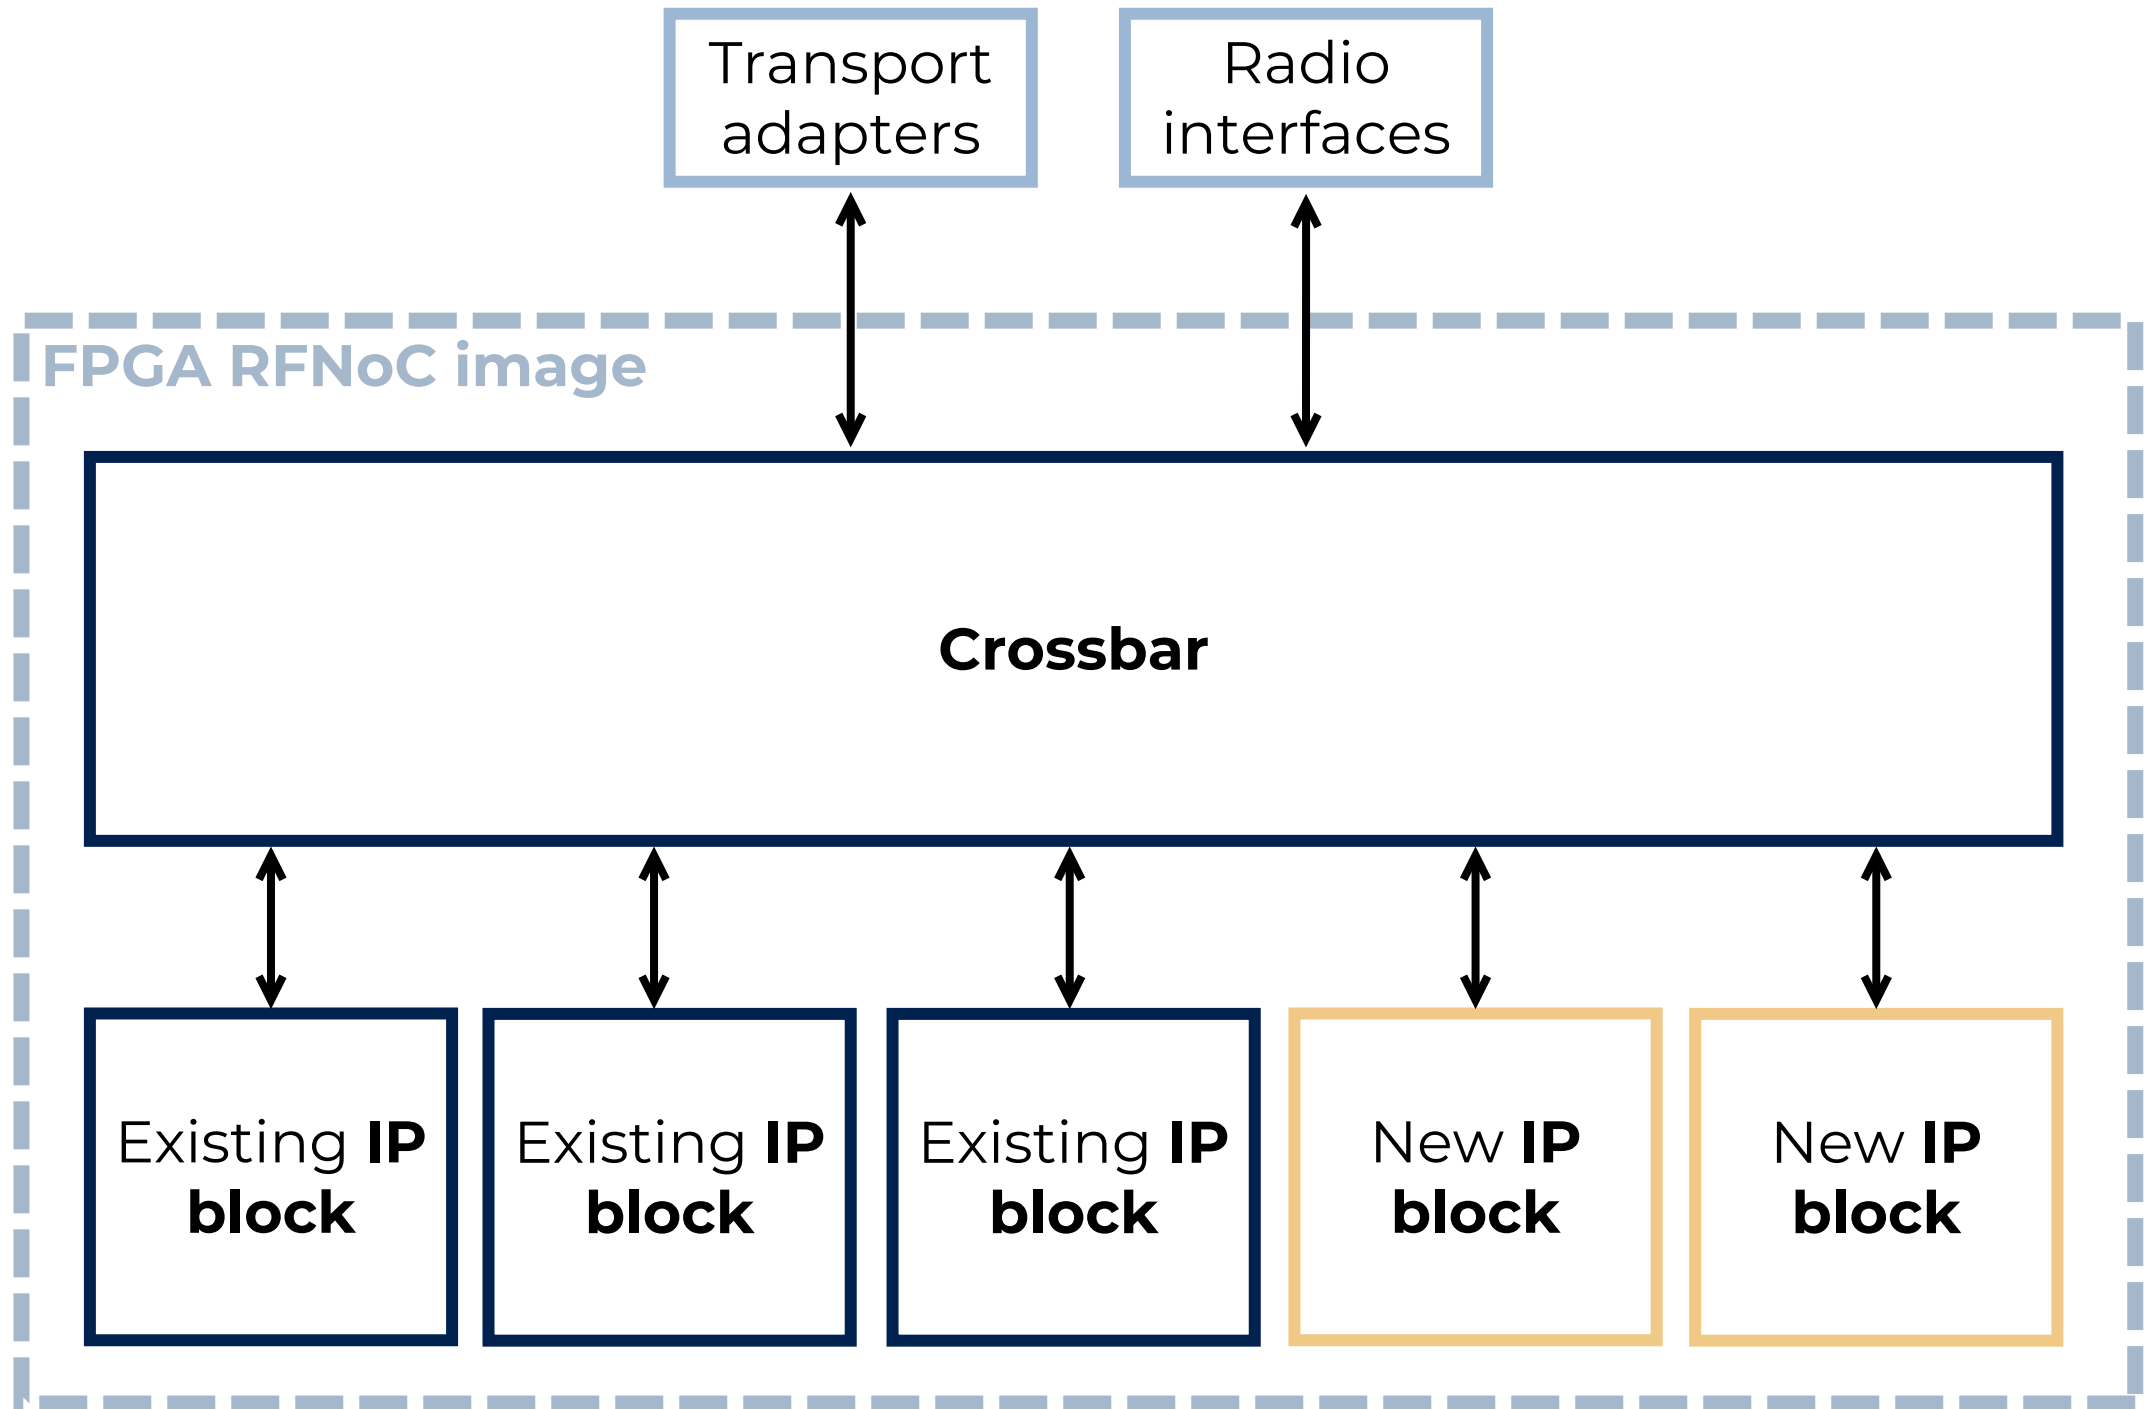 Transport
adapters
Radio
interfaces
FPGA RFNoC image
Crossbar
Existing IP
block
Existing IP
block
Existing IP
block
New IP
block
New IP
block